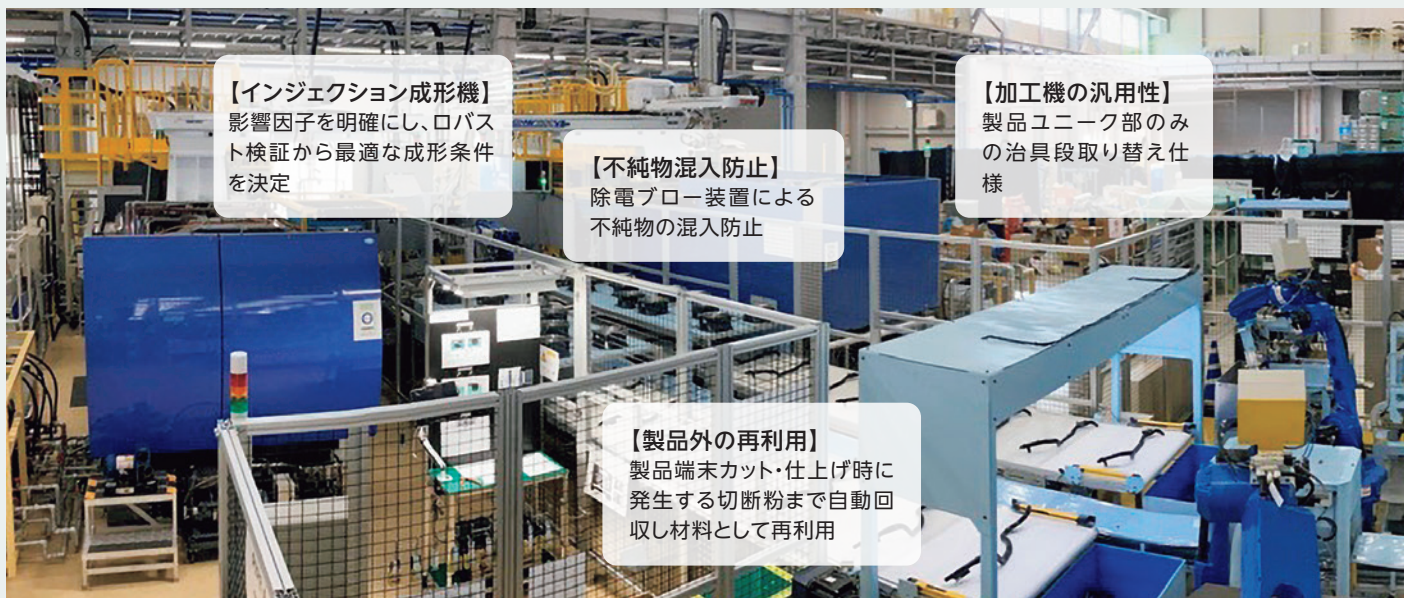 【インジェクション成形機】
影響因子を明確にし、ロバス
ト検証から最適な成形条件
を決定
【不純物混入防止】
除電ブロー装置による
不純物の混入防止
【加工機の汎用性】
製品ユニーク部のみ
の治具段取り替え仕
様
【製品外の再利用】
製品端末カット・仕上げ時に
発生する切断粉まで自動回
収し材料として再利用